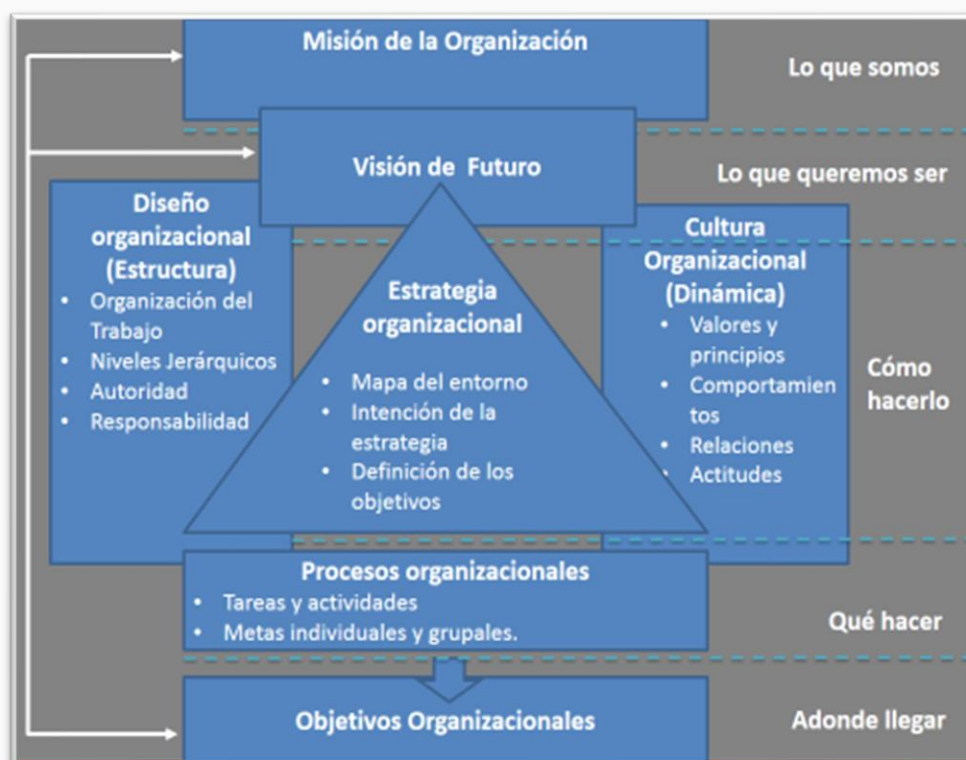 Misión de la Organización
Lo que somos
Visión de Futuro
Lo que queremos ser
Diseño
organizacional
(Estructura)
• Organización del
Trabajo
• Niveles Jerárquicos
• Autoridad
• Responsabilidad
Estrategia
organizacional
• Mapa del entorno
• Intención de la
estrategia
• Definición de los
objetivos
Cultura
Organizacional
(Dinámica)
• Valores y
principios
• Comportamien
tos
• Relaciones
• Actitudes
Cómo
hacerlo
Procesos organizacionales
• Tareas y actividades
• Metas individuales y grupales.
Qué hacer
Objetivos Organizacionales
Adonde llegar